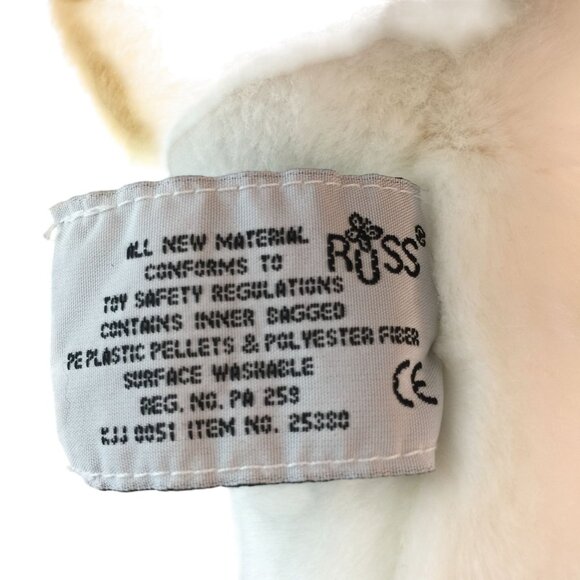 RUSS®
ALL NEW MATERIAL
CONFORMS TO
TOY SAFETY REGULATIONS
CONTAINS INNER BAGGED
PE PLASTIC PELLETS & POLYESTER FIBER
SURFACE WASHABLE
REG. NO. PA 259
KJJ 0051 ITEM NO. 25380
CE